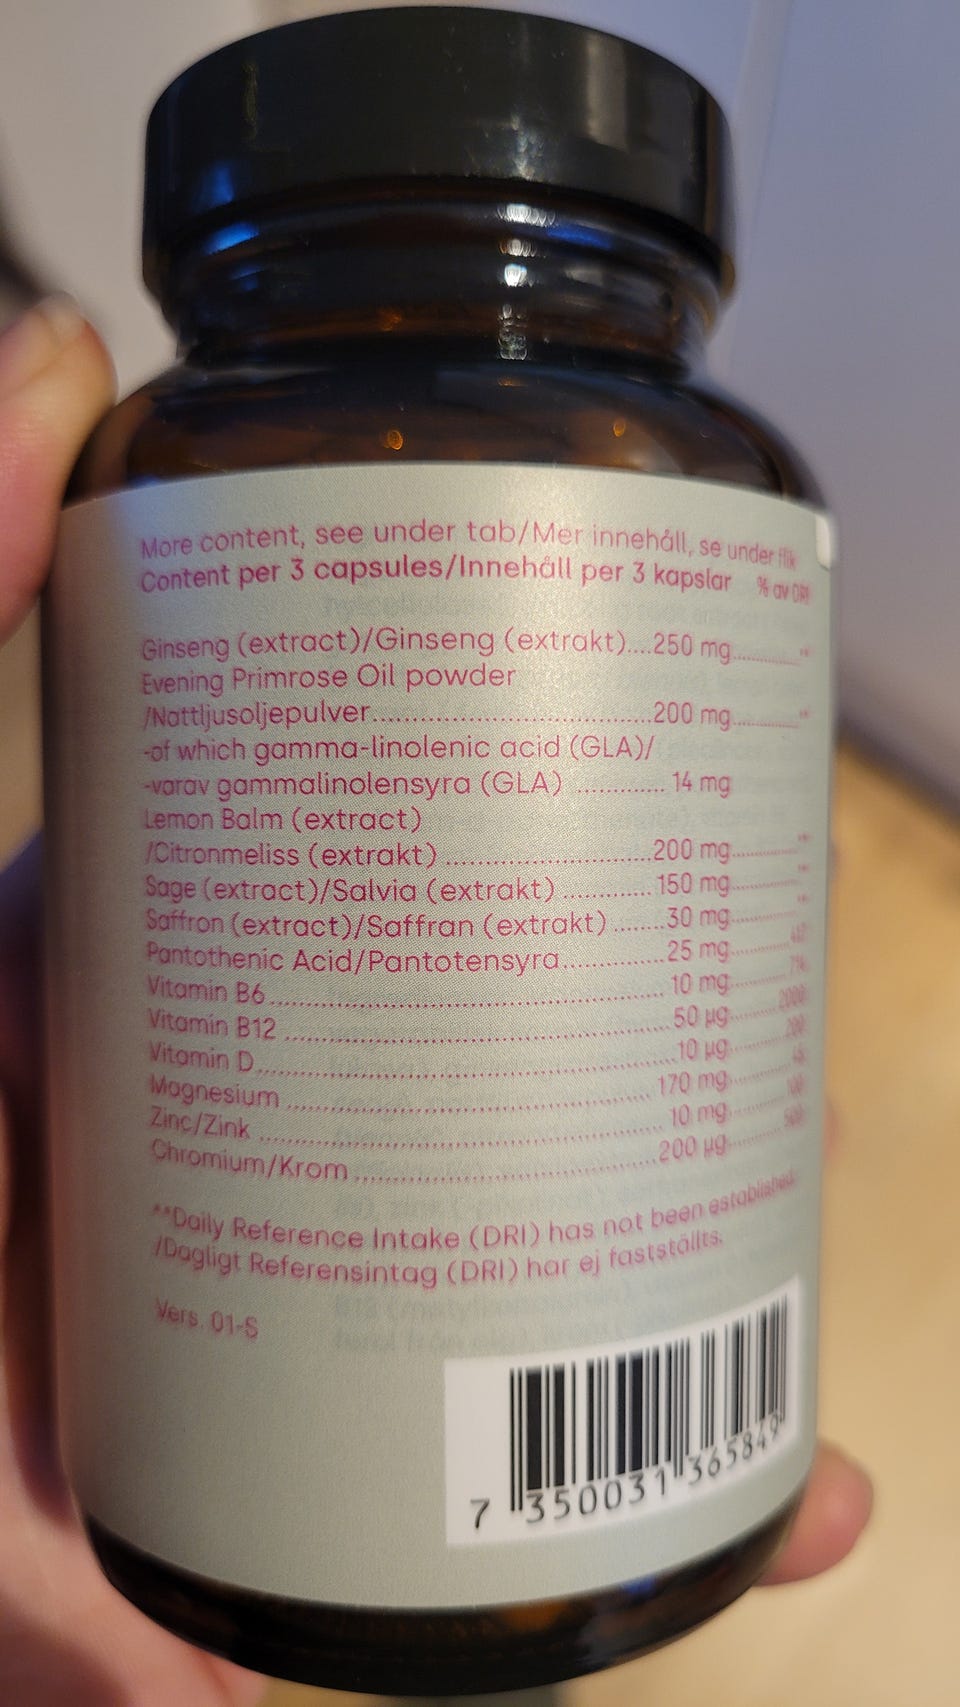 More content, see under tab/Mer innehåll, se under flik
Content per 3 capsules/Innehåll per 3 kapslar % av DRI
Ginseng (extract)/Ginseng (extrakt)....250 mg..............**
Evening Primrose Oil powder
/Nattljusoljepulver.......................................200 mg..............**
-of which gamma-linolenic acid (GLA)/
-varav gammalinolensyra (GLA) ............. 14 mg
Lemon Balm (extract)
/Citronmeliss (extrakt) .............................200 mg..............**
Sage (extract)/Salvia (extrakt) ............. 150 mg..............**
Saffron (extract)/Saffran (extrakt) ........30 mg..............**
Pantothenic Acid/Pantotensyra...............25 mg..............
Vitamin B6.......................................................... 10 mg..............
Vitamin B12 .........................................................50 µg..............2000
Vitamin D..............................................................10 µg..............200
Magnesium ..................................................... 170 mg..............45
Zinc/Zink ............................................................ 10 mg..............100
Chromium/Krom ............................................200 µg..............500
**Daily Reference Intake (DRI) has not been established.
/Dagligt Referensintag (DRI) har ej fastställts.
Vers. 01-S
7 350031 365849